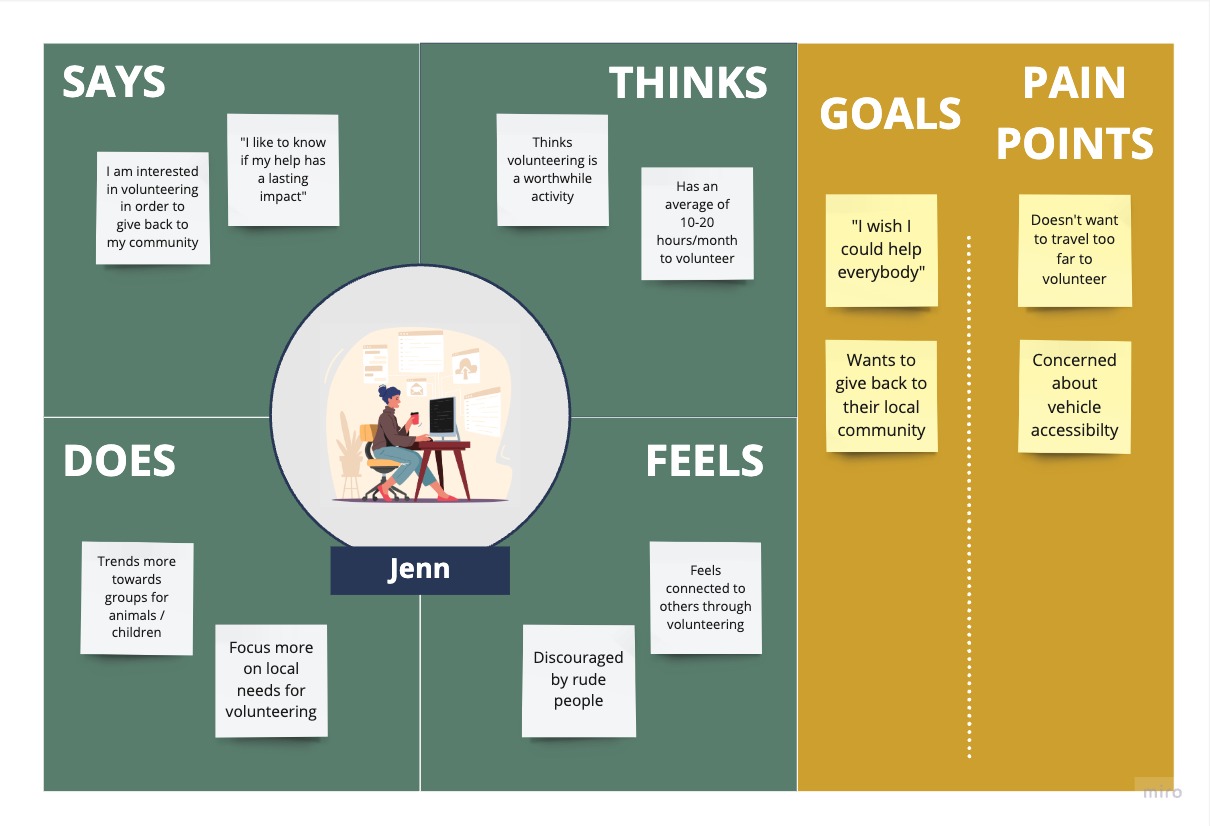 SAYS
"I like to know
if my help has
a lasting
impact"
I am interested
in volunteering
in order to
give back to
my community
THINKS
Thinks
volunteering is
a worthwhile
activity
Has an
average of
10-20
hours/month
to volunteer
GOALS
"I wish I
could help
everybody"
Wants to
give back to
their local
community
PAIN
POINTS
Doesn't want
to travel too
far to
volunteer
Concerned
about
vehicle
accessibilty
Jenn
DOES
Trends more
towards
groups for
animals /
children
Focus more
on local
needs for
volunteering
FEELS
Feels
connected to
others through
volunteering
Discouraged
by rude
people
miro